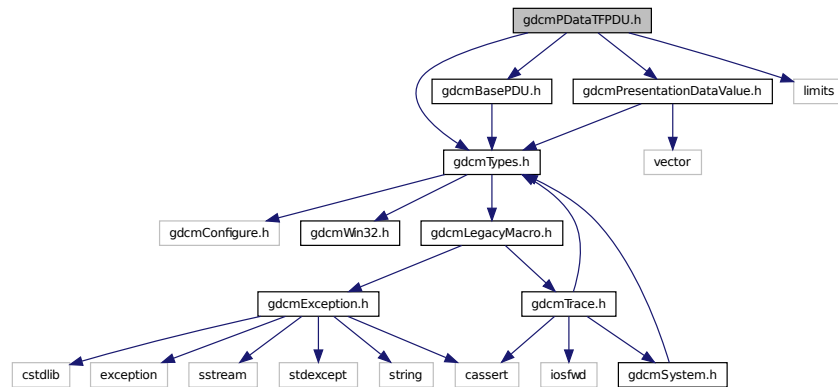 gdcmPDataTFPDU.h
gdcmBasePDU.h
gdcmPresentationDataValue.h
limits
gdcmTypes.h
vector
gdcmConfigure.h
gdcmWin32.h
gdcmLegacyMacro.h
gdcmException.h
gdcmTrace.h
cstdlib
exception
sstream
stdexcept
string
cassert
iosfwd
gdcmSystem.h